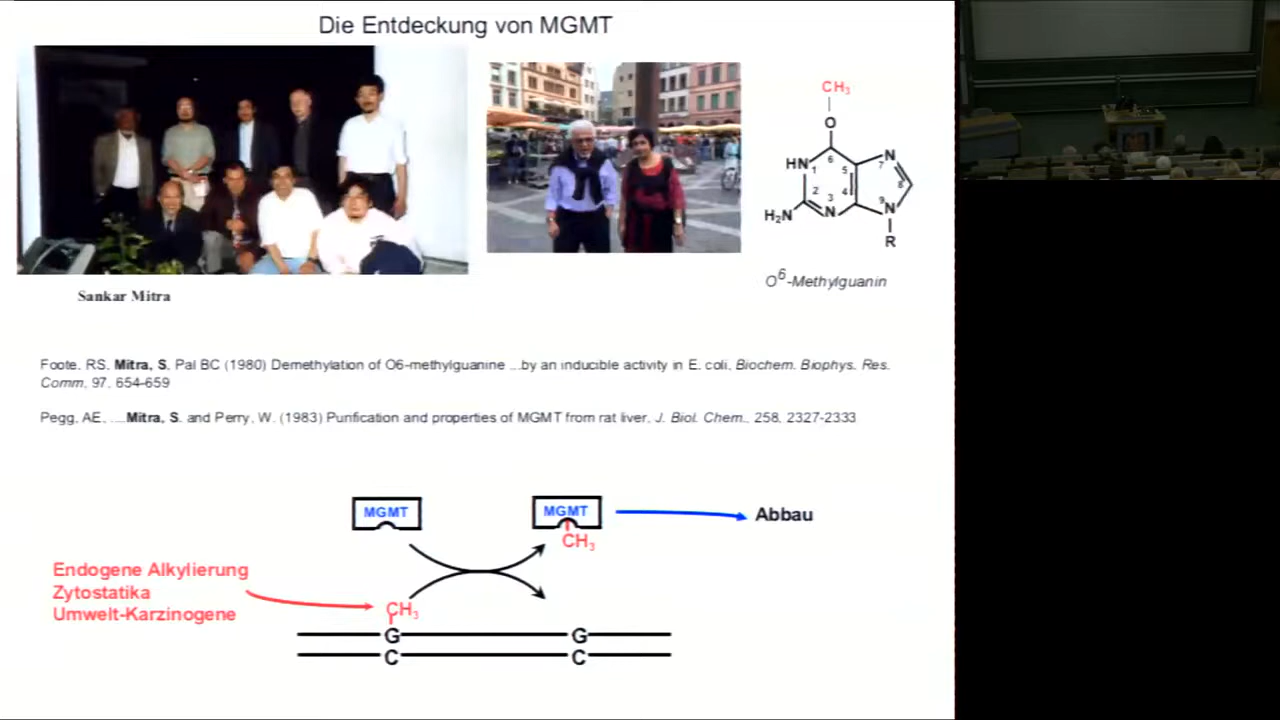 Die Entdeckung von MGMT
CH3
O
HN
1
6
5
N
7
8
2
3
4
9
H2N
N
N
R
Sankar Mitra
O6-Methylguanin
Foote, RS, Mitra, S, Pal BC (1980) Demethylation of O6-methylguanine ...by an inducible activity in E. coli, Biochem. Biophys. Res.
Comm, 97, 654-659
Pegg, AE, ....Mitra, S. and Perry, W. (1983) Purification and properties of MGMT from rat liver, J. Biol. Chem., 258, 2327-2333
MGMT
MGMT
Abbau
CH3
Endogene Alkylierung
Zytostatika
Umwelt-Karzinogene
CH3
G
G
C
C